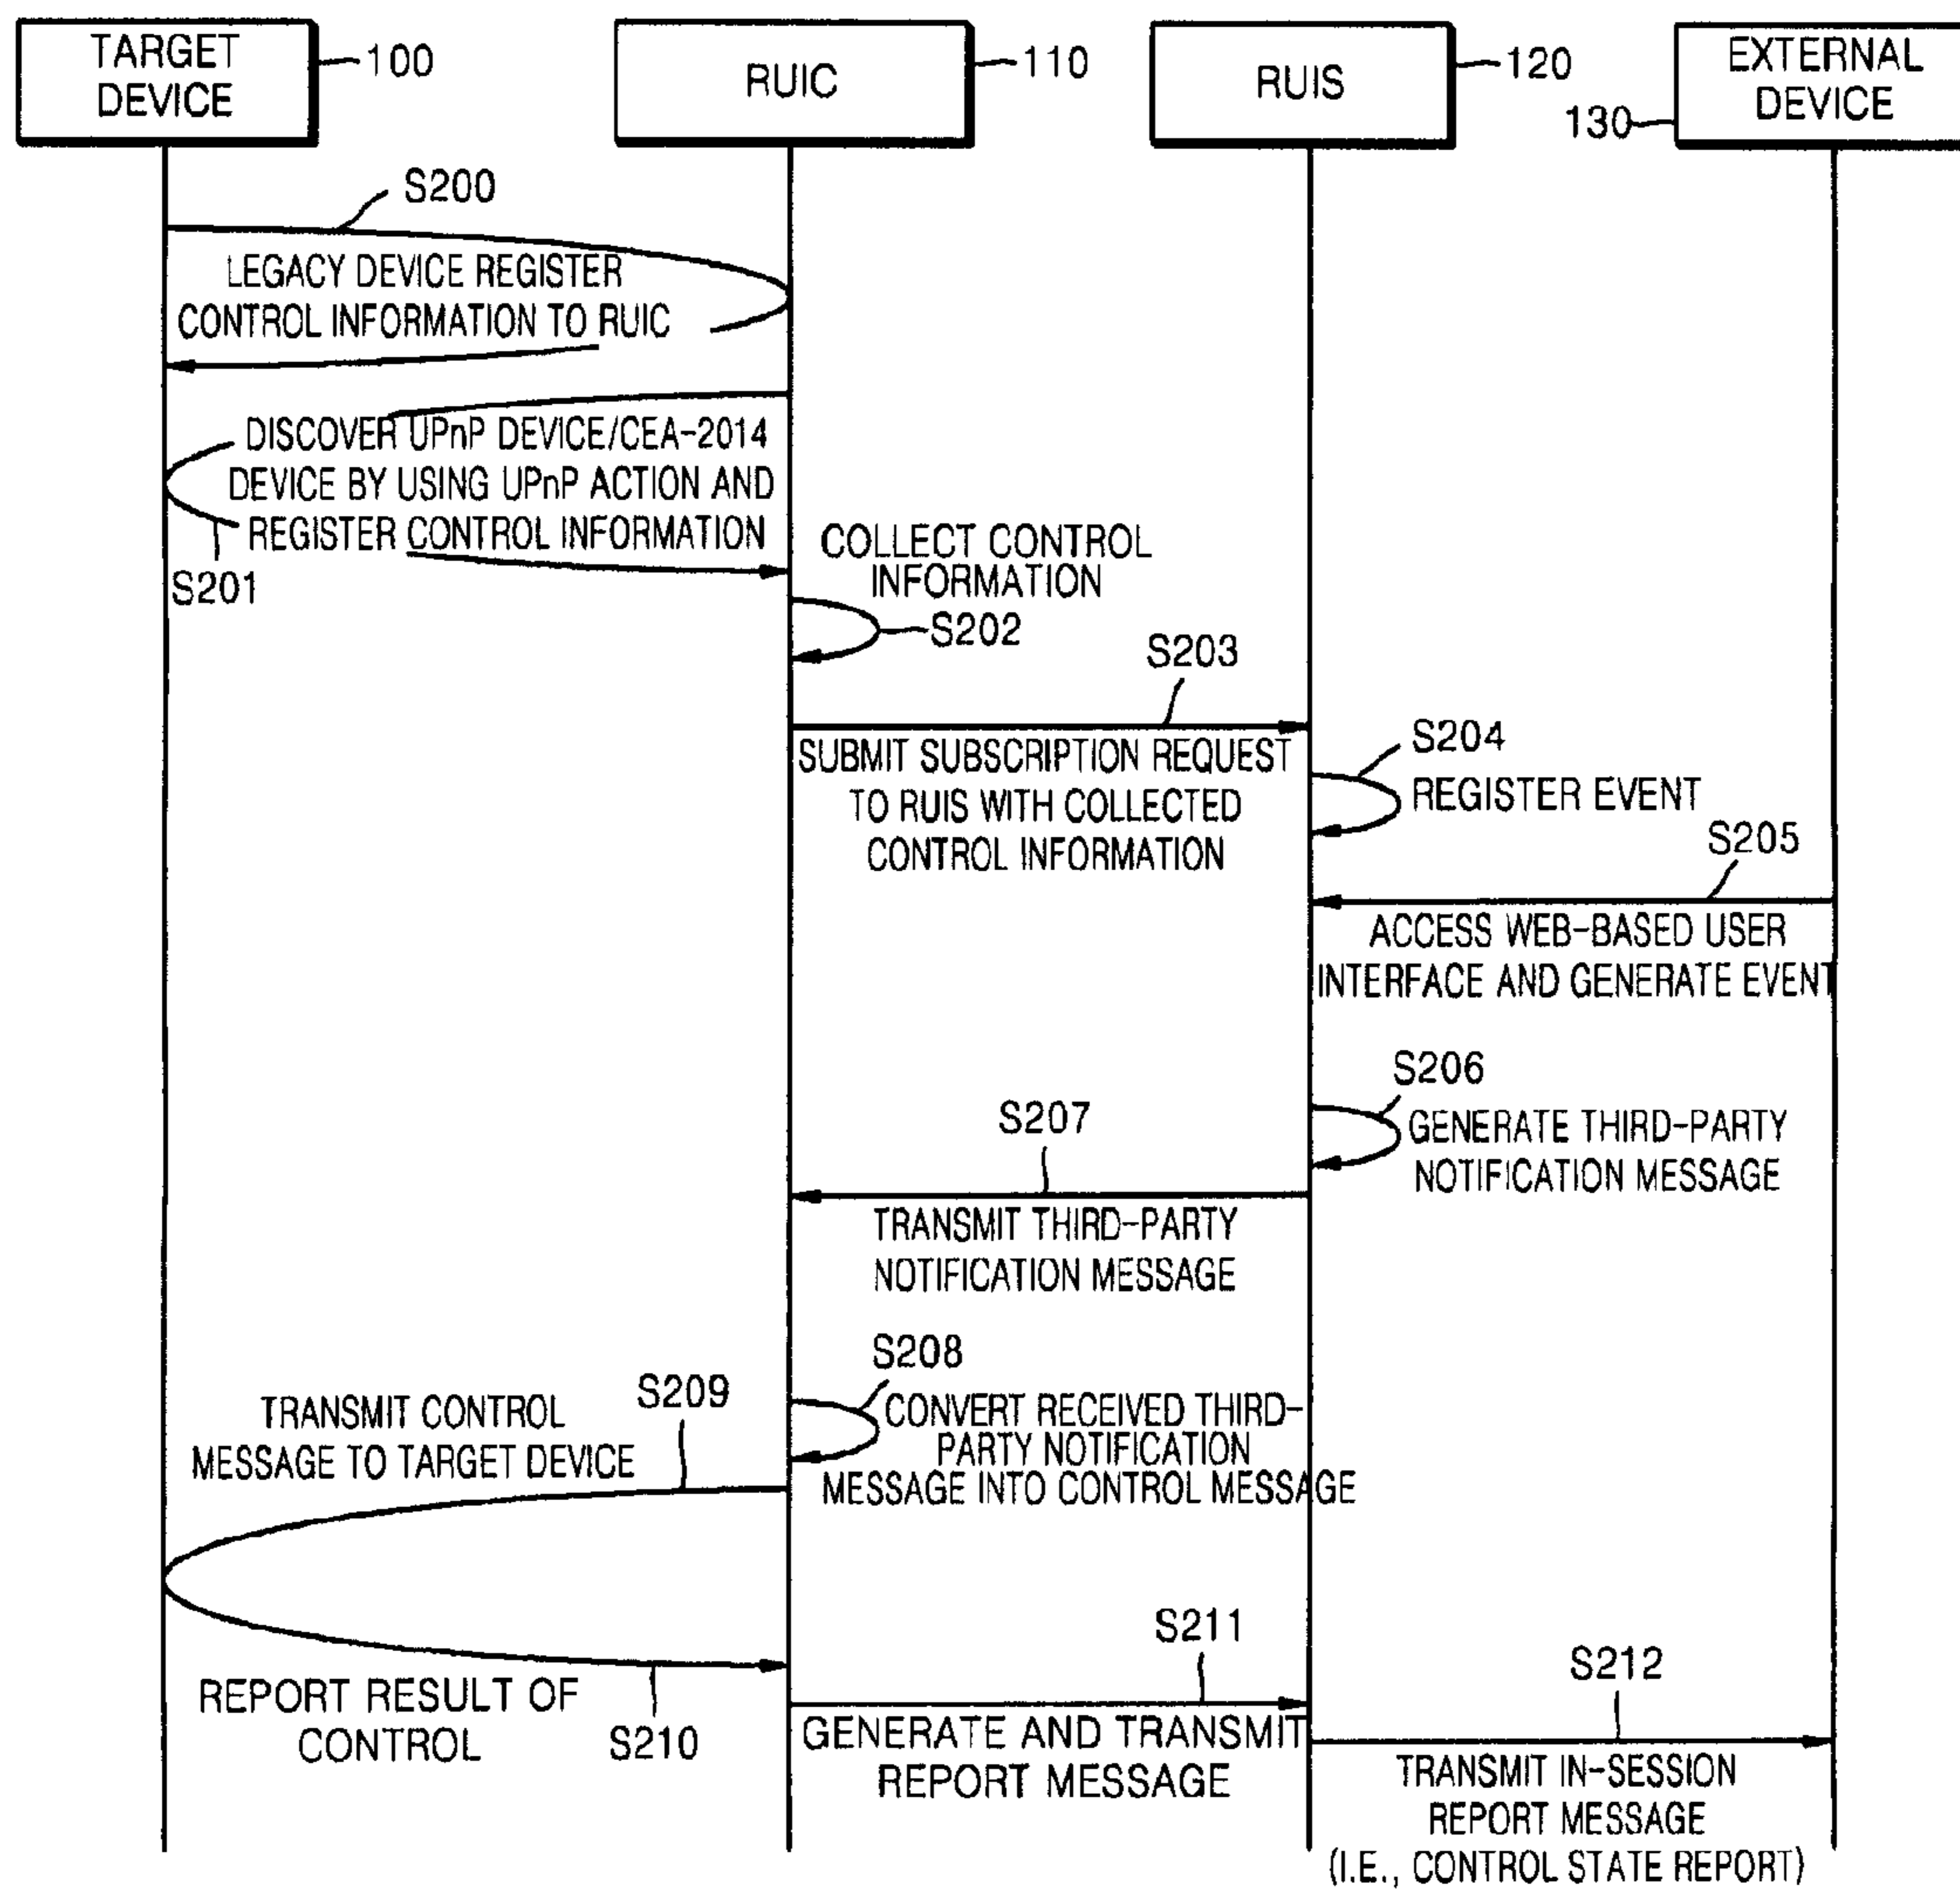 TARGET
DEVICE
100
RUIC
110
RUIS
120
EXTERNAL
DEVICE
130
S200
LEGACY DEVICE REGISTER
CONTROL INFORMATION TO RUIC
DISCOVER UPnP DEVICE/CEA-2014
DEVICE BY USING UPnP ACTION AND
REGISTER CONTROL INFORMATION
S201
COLLECT CONTROL
INFORMATION
S202
S203
SUBMIT SUBSCRIPTION REQUEST
TO RUIS WITH COLLECTED
CONTROL INFORMATION
S204
REGISTER EVENT
S205
ACCESS WEB-BASED USER
INTERFACE AND GENERATE EVENT
S206
GENERATE THIRD-PARTY
NOTIFICATION MESSAGE
S207
TRANSMIT THIRD-PARTY
NOTIFICATION MESSAGE
S208
CONVERT RECEIVED THIRD-
PARTY NOTIFICATION
MESSAGE INTO CONTROL MESSAGE
S209
TRANSMIT CONTROL
MESSAGE TO TARGET DEVICE
REPORT RESULT OF
CONTROL
S210
S211
GENERATE AND TRANSMIT
REPORT MESSAGE
S212
TRANSMIT IN-SESSION
REPORT MESSAGE
(I.E., CONTROL STATE REPORT)